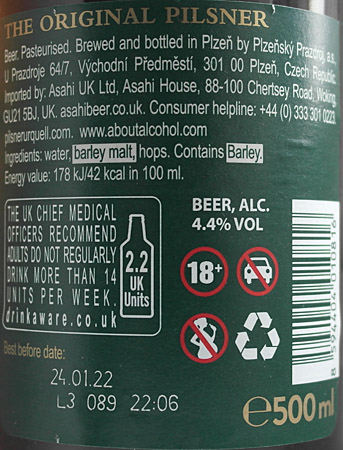 THE ORIGINAL PILSNER
Beer. Pasteurised. Brewed and bottled in Plzeň by Plzeňský Prazdroj, a.s.,
U Prazdroje 64/7, Východní Předměstí, 301 00 Plzeň, Czech Republic.
Imported by: Asahi UK Ltd, Asahi House, 88-100 Chertsey Road, Woking,
GU21 5BJ, UK. asahibeer.co.uk. Consumer helpline: +44 (0) 333 301 0223.
pilsnerurquell.com. www.aboutalcohol.com
Ingredients: water, barley malt, hops. Contains Barley.
Energy value: 178 kJ/42 kcal in 100 ml.
THE UK CHIEF MEDICAL
OFFICERS RECOMMEND
ADULTS DO NOT REGULARLY
DRINK MORE THAN 14
UNITS PER WEEK.
drinkaware.co.uk
2.2
UK
Units
BEER, ALC.
4.4% VOL
18+
Best before date:
24.01.22
L3 089 22:06
℮500 ml
8 594404 010816